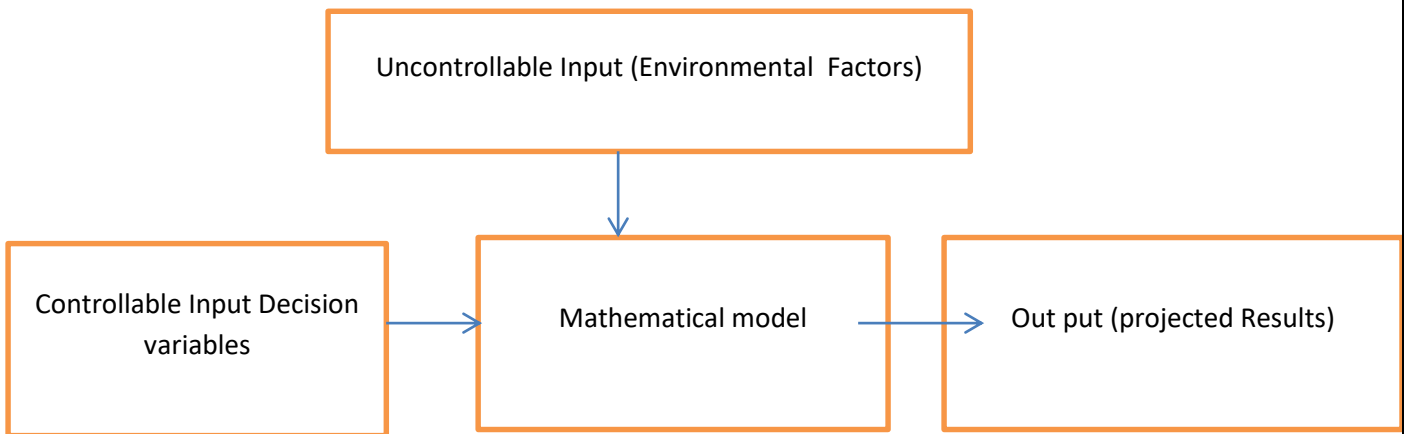 Uncontrollable Input (Environmental Factors)
Controllable Input Decision
variables
Mathematical model
Out put (projected Results)